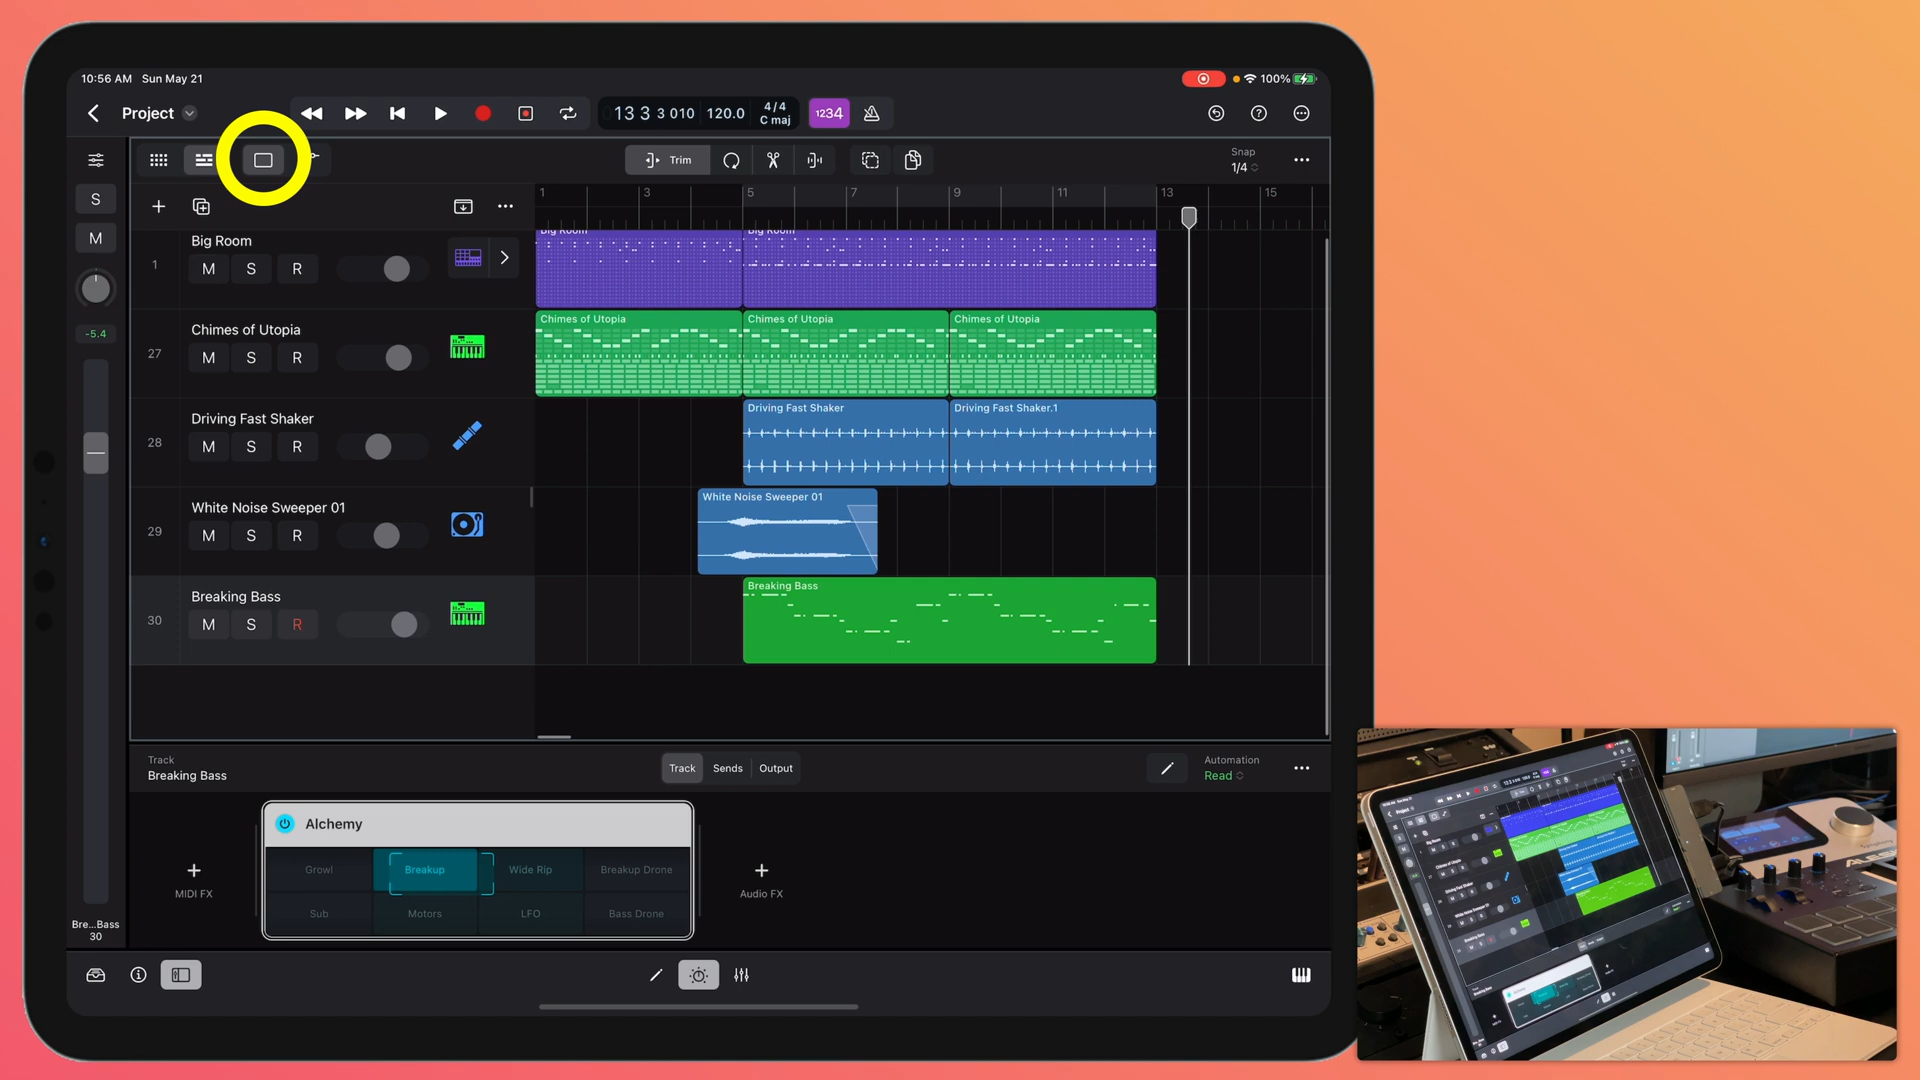 10:56 AM Sun May 21
100%
Project
13 3 3 010
120.0
4/4
C maj
1234
Trim
Snap
1/4
S
M
-5.4
1 3 5 7 9 11 13 15
Big Room
1
M S R
Big Room
Big Room
Chimes of Utopia
27
M S R
Chimes of Utopia
Chimes of Utopia
Chimes of Utopia
Driving Fast Shaker
28
M S R
Driving Fast Shaker
Driving Fast Shaker.1
White Noise Sweeper 01
29
M S R
White Noise Sweeper 01
Breaking Bass
30
M S R
Breaking Bass
Track
Breaking Bass
Track Sends Output
Automation
Read
MIDI FX
Alchemy
Growl Breakup Wide Rip Breakup Drone
Sub Motors LFO Bass Drone
Audio FX
Bre...Bass
30